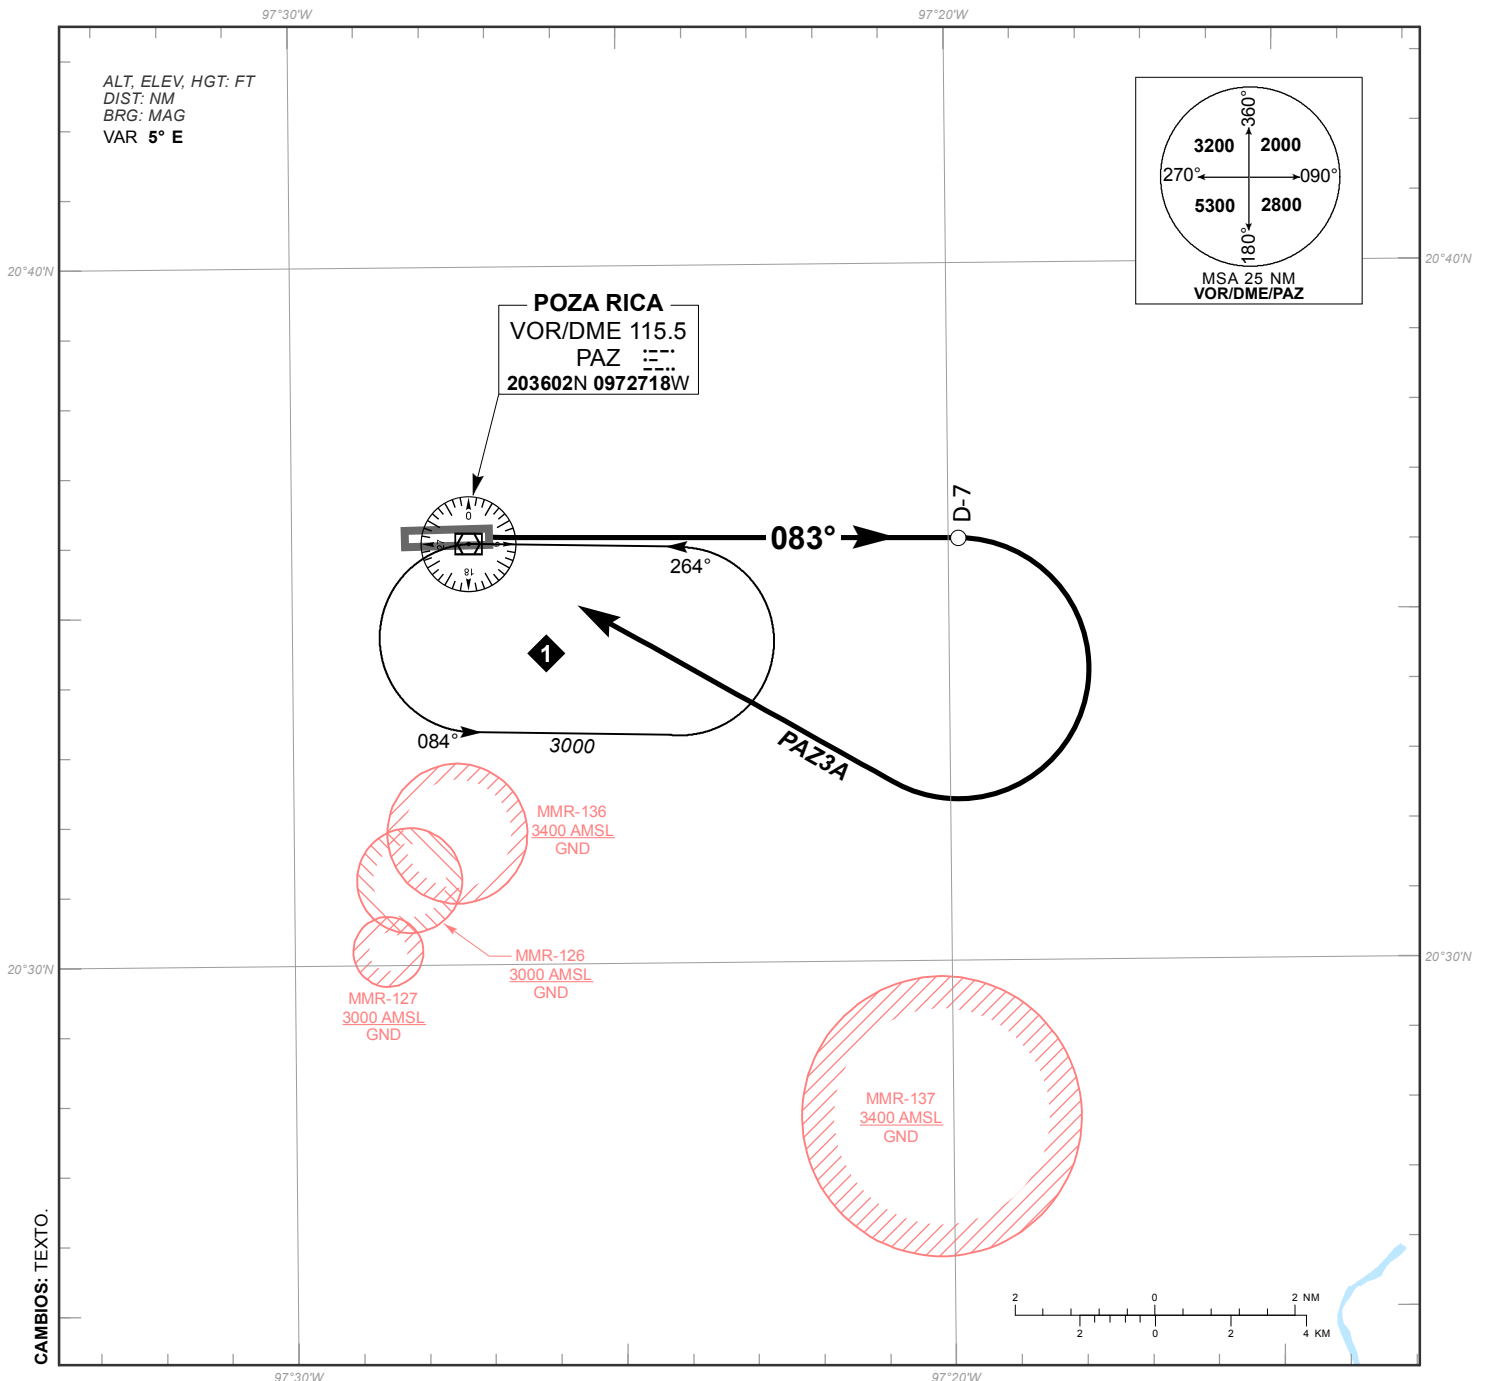 97°30'W
97°20'W
ALT, ELEV, HGT: FT
DIST: NM
BRG: MAG
VAR 5° E
360°
3200 2000
270° 090°
5300 2800
180°
MSA 25 NM
VOR/DME/PAZ
20°40'N
20°40'N
POZA RICA
VOR/DME 115.5
PAZ
203602N 0972718W
D-7
0
27
9
18
083°
264°
1
084°
3000
PAZ3A
MMR-136
3400 AMSL
GND
MMR-126
3000 AMSL
GND
MMR-127
3000 AMSL
GND
20°30'N
20°30'N
MMR-137
3400 AMSL
GND
CAMBIOS: TEXTO.
2 0 2 NM
2 0 2 4 KM
97°30'W
97°20'W